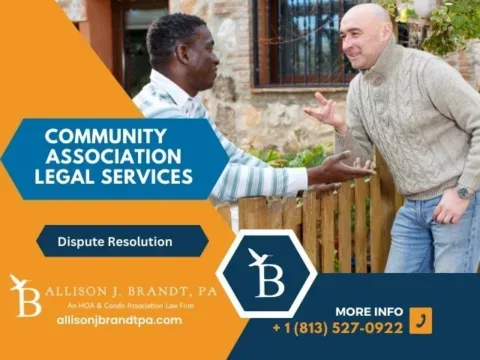 COMMUNITY
ASSOCIATION
LEGAL SERVICES
Dispute Resolution
B ALLISON J. BRANDT, PA
An HOA & Condo Association Law Firm
allisonjbrandtpa.com
B
MORE INFO
+ 1 (813) 527-0922